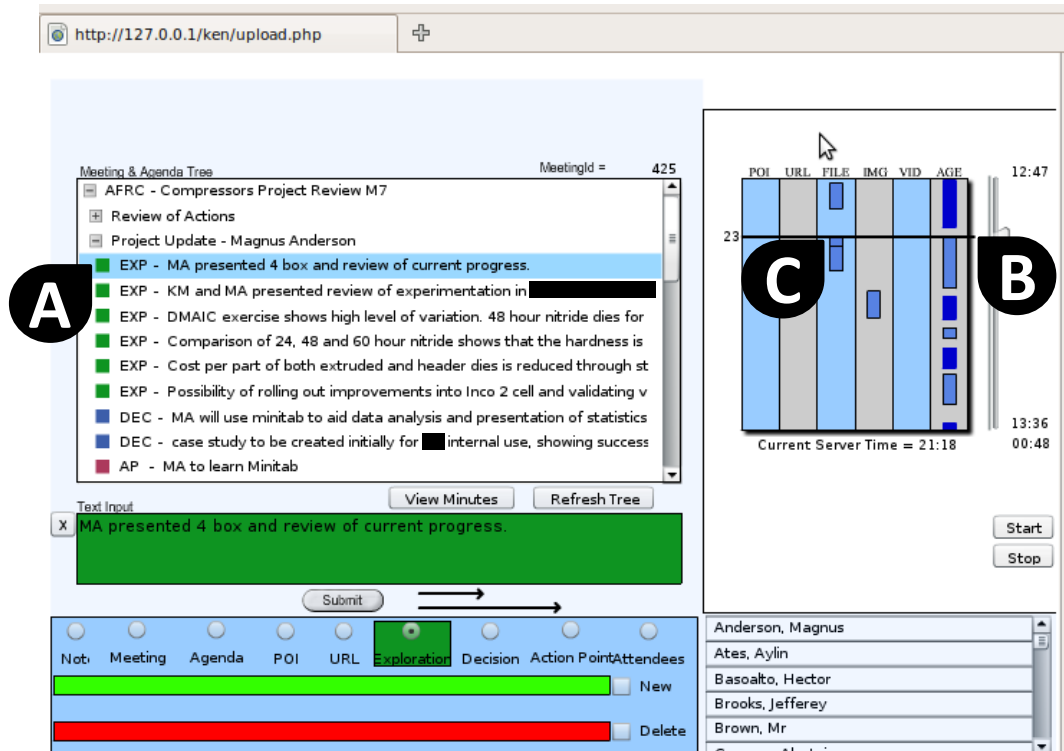 http://127.0.0.1/ken/upload.php
Meeting & Agenda Tree
MeetingId = 425
AFRC - Compressors Project Review M7
Review of Actions
Project Update - Magnus Anderson
EXP - MA presented 4 box and review of current progress.
EXP - KM and MA presented review of experimentation in
EXP - DMAIC exercise shows high level of variation. 48 hour nitride dies for
EXP - Comparison of 24, 48 and 60 hour nitride shows that the hardness is
EXP - Cost per part of both extruded and header dies is reduced through st
EXP - Possibility of rolling out improvements into Inco 2 cell and validating v
DEC - MA will use minitab to aid data analysis and presentation of statistics
DEC - case study to be created initially for internal use, showing success
AP - MA to learn Minitab
A
View Minutes
Refresh Tree
Text Input
X
MA presented 4 box and review of current progress.
Submit
Note Meeting Agenda POI URL Exploration Decision Action Point Attendees
New
Delete
POI URL FILE IMG VID AGE
12:47
23
C
B
13:36
Current Server Time = 21:18
00:48
Start
Stop
Anderson, Magnus
Ates, Aylin
Basoalto, Hector
Brooks, Jefferey
Brown, Mr